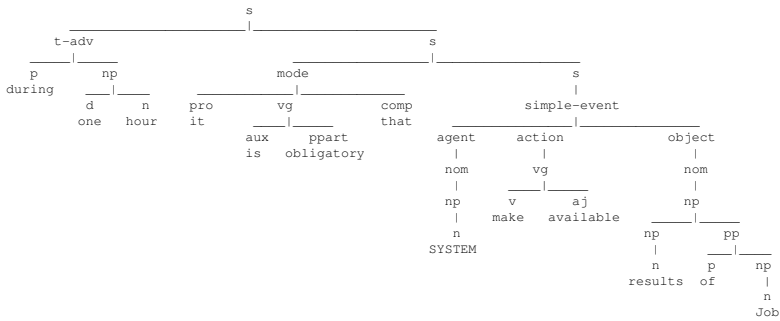 s
t-adv s
p np mode s
during d n pro vg comp simple-event
one hour it aux ppart that agent action object
is obligatory nom vg nom
np v aj np
n make available np pp
SYSTEM n p np
results of n
Job